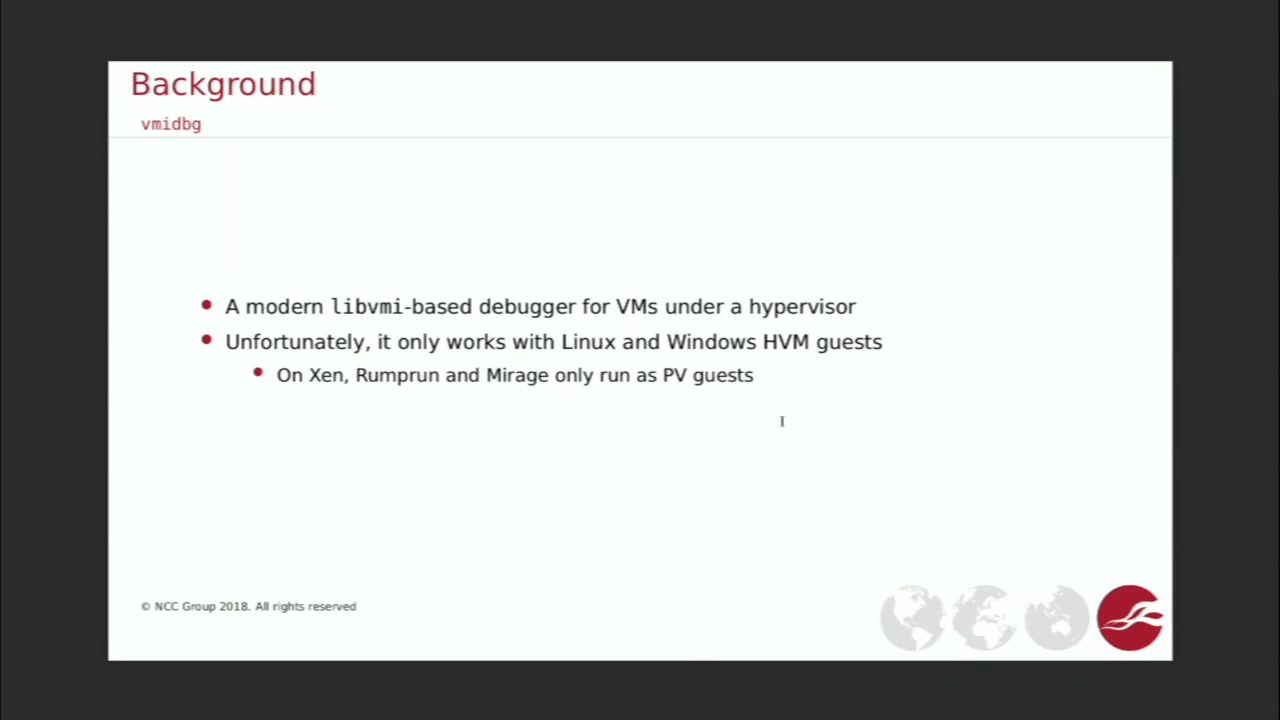 Background
vmidbg
A modern libvmi-based debugger for VMs under a hypervisor
Unfortunately, it only works with Linux and Windows HVM guests
On Xen, Rumprun and Mirage only run as PV guests
© NCC Group 2018. All rights reserved